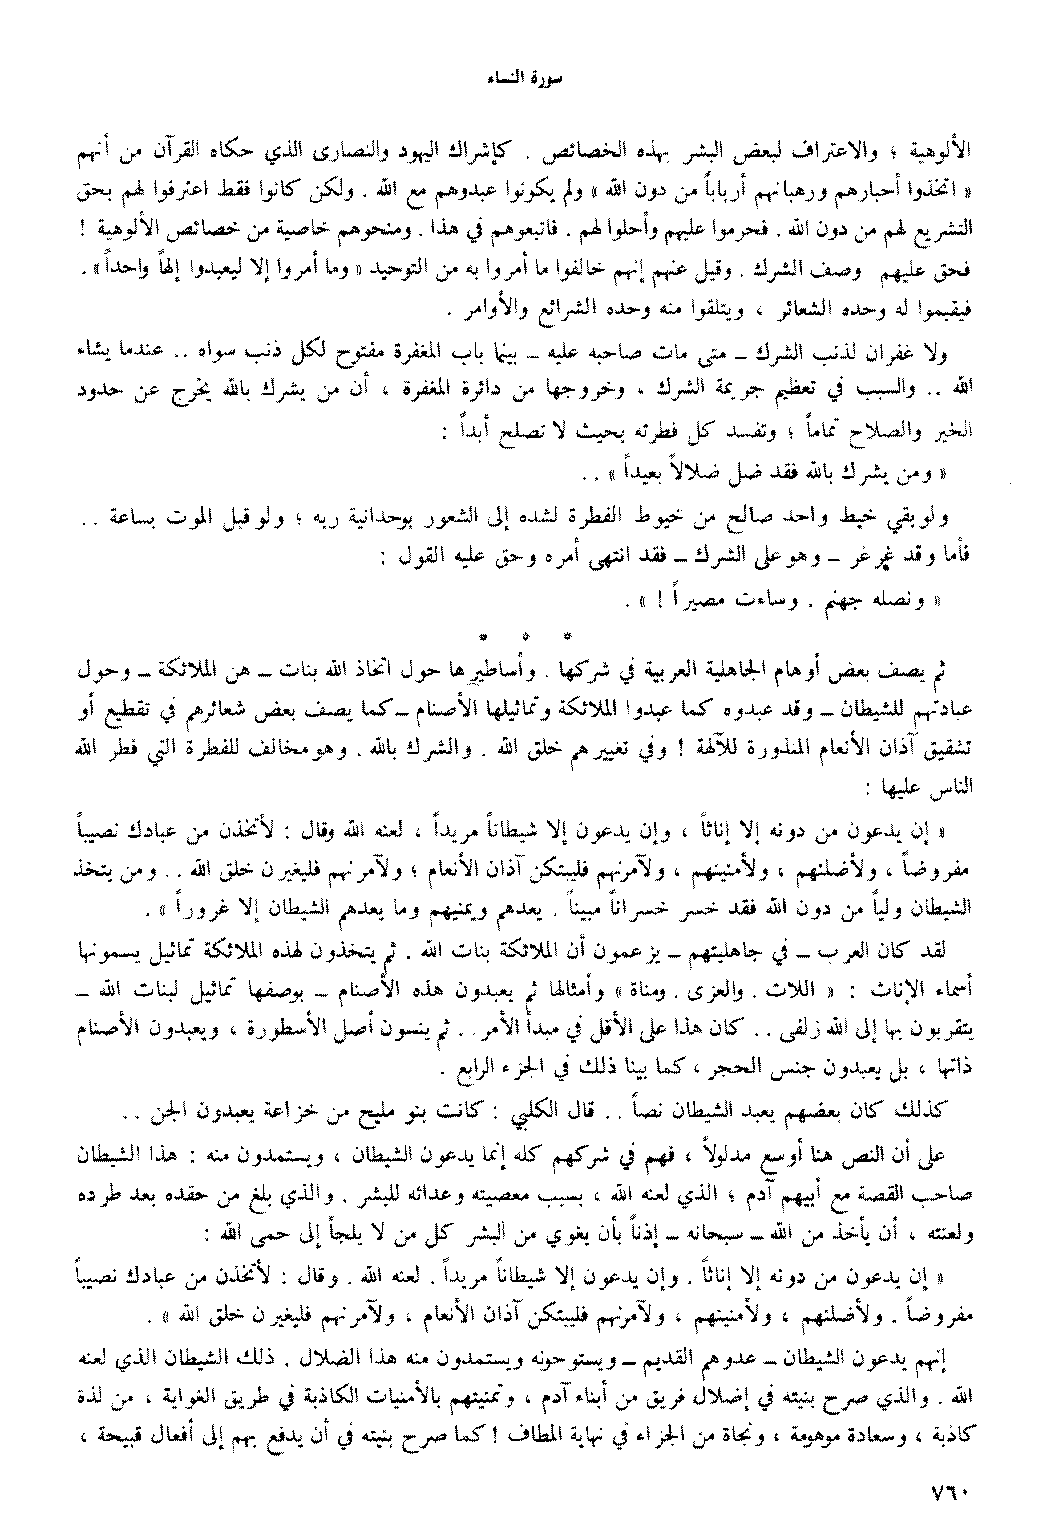 سورة النساء
الألوهية ؛ والاعتراف لبعض البشر بهذه الخصائص . كإشراك اليهود والنصارى الذي حكاه القرآن من أنهم
« اتخذوا أحبارهم ورهبانهم أرباباً من دون الله » ولم يكونوا عبدوهم مع الله . ولكن كانوا فقط اعترفوا لهم بحق
التشريع لهم من دون الله . فحرموا عليهم وأحلوا لهم . فاتبعوهم في هذا . ومنحوهم خاصية من خصائص الألوهية !
فحق عليهم وصف الشرك . وقيل عنهم إنهم خالفوا ما أمروا به من التوحيد « وما أمروا إلا ليعبدوا إلهاً واحداً » .
فيقيموا له وحده الشعائر ، ويتلقوا منه وحده الشرائع والأوامر .
ولا غفران لذنب الشرك – متى مات صاحبه عليه – بينما باب المغفرة مفتوح لكل ذنب سواه .. عندما يشاء
الله .. والسبب في تعظيم جريمة الشرك ، وخروجها من دائرة المغفرة ، أن من يشرك بالله يخرج عن حدود
الخير والصلاح تماماً ؛ وتفسد كل فطرته بحيث لا تصلح أبداً :
« ومن يشرك بالله فقد ضل ضلالاً بعيداً » ..
ولو بقي خيط واحد صالح من خيوط الفطرة لشده إلى الشعور بوحدانية ربه ؛ ولو قبل الموت بساعة ..
فأما وقد غرغر – وهو على الشرك – فقد انتهى أمره وحق عليه القول :
« ونصله جهنم . وساءت مصيراً ! » .
* * *
ثم يصف بعض أوهام الجاهلية العربية في شركها . وأساطيرها حول اتخاذ الله بنات – هن الملائكة – وحول
عبادتهم للشيطان – وقد عبدوه كما عبدوا الملائكة وتماثيلها الأصنام – كما يصف بعض شعائرهم في تقطيع أو
تشقيق آذان الأنعام المنذورة للآلهة ! وفي تغييرهم خلق الله . والشرك بالله . وهو مخالف للفطرة التي فطر الله
الناس عليها :
« إن يدعون من دونه إلا إناثاً ، وإن يدعون إلا شيطاناً مريداً ، لعنه الله وقال : لأتخذن من عبادك نصيباً
مفروضاً ، ولأضلنهم ، ولأمنينهم ، ولآمرنهم فليبتكن آذان الأنعام ؛ ولآمرنهم فليغيرن خلق الله .. ومن يتخذ
الشيطان ولياً من دون الله فقد خسر خسراناً مبيناً . يعدهم ويمنيهم وما يعدهم الشيطان إلا غروراً » .
لقد كان العرب – في جاهليتهم – يزعمون أن الملائكة بنات الله . ثم يتخذون لهذه الملائكة تماثيل يسمونها
أسماء الإناث : « اللات . والعزى . ومناة » وأمثالها ثم يعبدون هذه الأصنام – بوصفها تماثيل لبنات الله –
يتقربون بها إلى الله زلفى .. كان هذا على الأقل في مبدأ الأمر .. ثم ينسون أصل الأسطورة ، ويعبدون الأصنام
ذاتها ، بل يعبدون جنس الحجر ، كما بينا ذلك في الجزء الرابع .
كذلك كان بعضهم يعبد الشيطان نصاً .. قال الكلبي : كانت بنو مليح من خزاعة يعبدون الجن ..
على أن النص هنا أوسع مدلولاً ، فهم في شركهم كله إنما يدعون الشيطان ، ويستمدون منه : هذا الشيطان
صاحب القصة مع أبيهم آدم ؛ الذي لعنه الله ، بسبب معصيته وعدائه للبشر . والذي بلغ من حقده بعد طرده
ولعنته ، أن يأخذ من الله – سبحانه – إذناً بأن يغوي من البشر كل من لا يلجأ إلى حمى الله :
« إن يدعون من دونه إلا إناثاً . وإن يدعون إلا شيطاناً مريداً . لعنه الله . وقال : لأتخذن من عبادك نصيباً
مفروضاً . ولأضلنهم ، ولأمنينهم ، ولآمرنهم فليبتكن آذان الأنعام ، ولآمرنهم فليغيرن خلق الله » .
إنهم يدعون الشيطان – عدوهم القديم – ويستوحونه ويستمدون منه هذا الضلال . ذلك الشيطان الذي لعنه
الله . والذي صرح بنيته في إضلال فريق من أبناء آدم ، وتمنيتهم بالأمنيات الكاذبة في طريق الغواية ، من لذة
كاذبة ، وسعادة موهومة ، ونجاة من الجزاء في نهاية المطاف ! كما صرح بنيته في أن يدفع بهم إلى أفعال قبيحة ،
٧٦٠